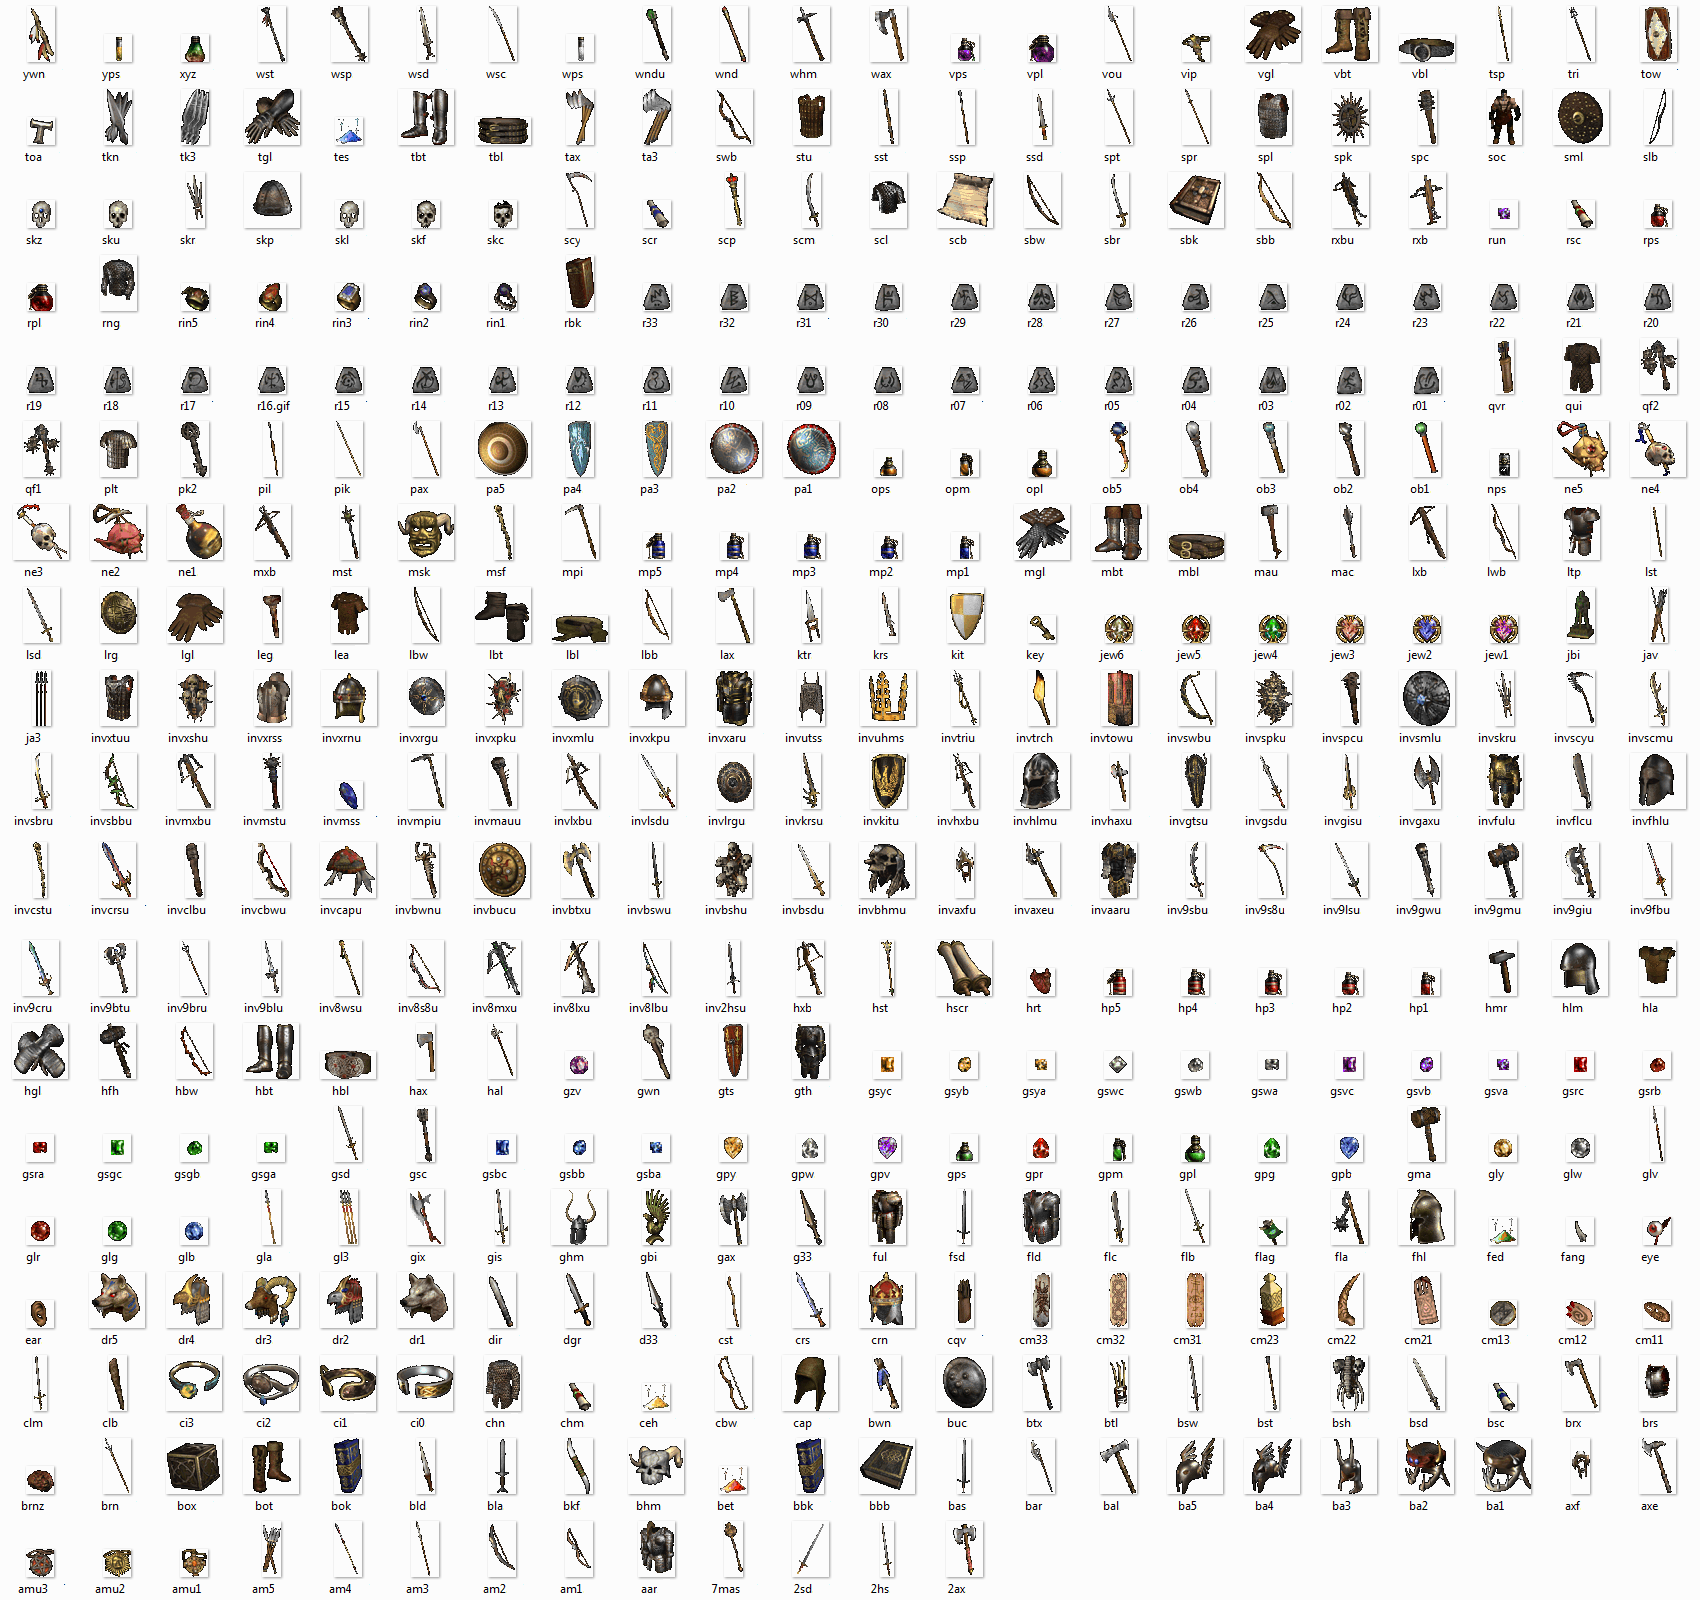 ywn yps xyz wst wsp wsd wsc wps wndu wnd whm wax vps vpl vou vip vgl vbt vbl tsp tri tow
toa tkn tk3 tgl tes tbt tbl tax ta3 swb stu sst ssp ssd spt spr spl spk spc soc sml slb
skz sku skr skp skl skf skc scy scr scp scm scl scb sbw sbr sbk sbb rxbu rxb run rsc rps
rpl rng rin5 rin4 rin3 rin2 rin1 rbk r33 r32 r31 r30 r29 r28 r27 r26 r25 r24 r23 r22 r21 r20
r19 r18 r17 r16.gif r15 r14 r13 r12 r11 r10 r09 r08 r07 r06 r05 r04 r03 r02 r01 qvr qui qf2
qf1 plt pk2 pil pik pax pa5 pa4 pa3 pa2 pa1 ops opm opl ob5 ob4 ob3 ob2 ob1 nps ne5 ne4
ne3 ne2 ne1 mxb mst msk msf mpi mp5 mp4 mp3 mp2 mp1 mgl mbt mbl mau mac lxb lwb ltp lst
lsd lrg lgl leg lea lbw lbt lbl lbb lax ktr krs kit key jew6 jew5 jew4 jew3 jew2 jew1 jbi jav
ja3 invxtuu invxshu invxrss invxrnu invxrgu invxpku invxmlu invxkpu invxaru invutss invuhms invtriu invtrch invtowu invswbu invspku invspcu invsmlu invskru invscyu invscmu
invsbru invsbbu invmxbu invmstu invmss invmpiu invmauu invlxbu invlsdu invlrgu invkrsu invkitu invhxbu invhlmu invhaxu invgtsu invgsdu invgisu invgaxu invfulu invflcu invfhlu
invcstu invcrsu invclbu invcbwu invcapu invbwnu invbucu invbtxu invbswu invbshu invbsdu invbhmu invaxfu invaxeu invaaru inv9sbu inv9s8u inv9lsu inv9gwu inv9gmu inv9giu inv9fbu
inv9cru inv9btu inv9bru inv9blu inv8wsu inv8s8u inv8mxu inv8lxu inv8lbu inv2hsu hxb hst hscr hrt hp5 hp4 hp3 hp2 hp1 hmr hlm hla
hgl hfh hbw hbt hbl hax hal gzv gwn gts gth gsyc gsyb gsya gswc gswb gswa gsvc gsvb gsva gsrc gsrb
gsra gsgc gsgb gsga gsd gsc gsbc gsbb gsba gpy gpw gpv gps gpr gpm gpl gpg gpb gma gly glw glv
glr glg glb gla gl3 gix gis ghm gbi gax g33 ful fsd fld flc flb flag fla fhl fed fang eye
ear dr5 dr4 dr3 dr2 dr1 dir dgr d33 cst crs crn cqv cm33 cm32 cm31 cm23 cm22 cm21 cm13 cm12 cm11
clm clb ci3 ci2 ci1 ci0 chn chm ceh cbw cap bwn buc btx btl bsw bst bsh bsd bsc brx brs
brnz brn box bot bok bld bla bkf bhm bet bbk bbb bas bar bal ba5 ba4 ba3 ba2 ba1 axf axe
amu3 amu2 amu1 am5 am4 am3 am2 am1 aar 7mas 2sd 2hs 2ax